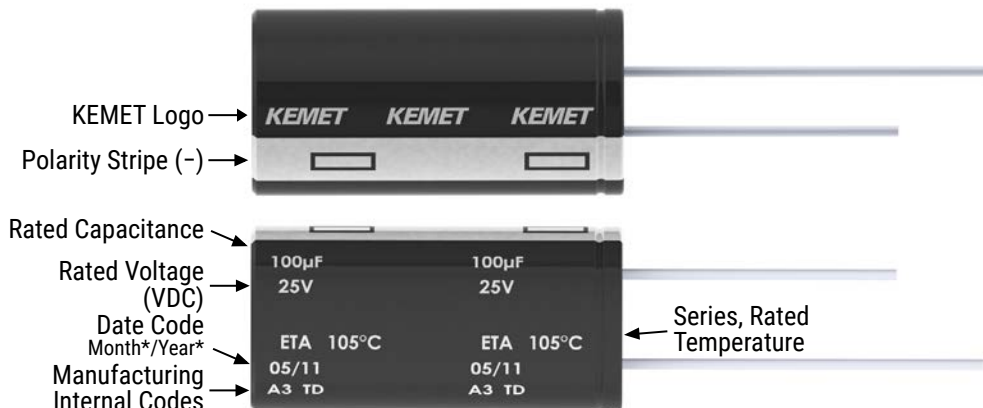 KEMET Logo
KEMET KEMET KEMET
Polarity Stripe (−)
Rated Capacitance
100µF 100µF
Rated Voltage
(VDC)
25V 25V
Date Code
Month*/Year*
ETA 105°C ETA 105°C
Series, Rated
Temperature
05/11 05/11
Manufacturing
Internal Codes
A3 TD A3 TD